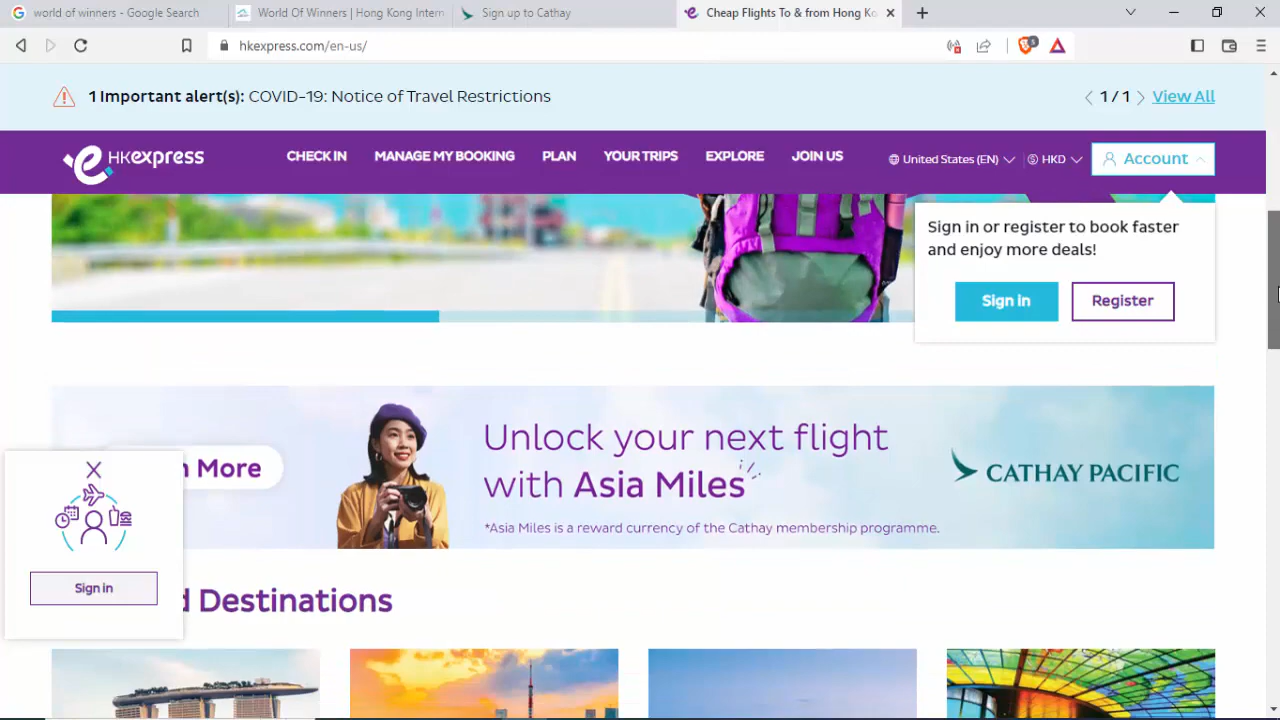 world of winners - Google Search
World Of Winners | Hong Kong Intern
Sign up to Cathay
Cheap Flights To & from Hong Ko
hkexpress.com/en-us/
5
1 Important alert(s): COVID-19: Notice of Travel Restrictions
1 / 1
View All
HKexpress
CHECK IN
MANAGE MY BOOKING
PLAN
YOUR TRIPS
EXPLORE
JOIN US
United States (EN)
HKD
Account
Sign in or register to book faster
and enjoy more deals!
Sign in
Register
Unlock your next flight
with Asia Miles
*Asia Miles is a reward currency of the Cathay membership programme.
CATHAY PACIFIC
More
Sign in
Destinations